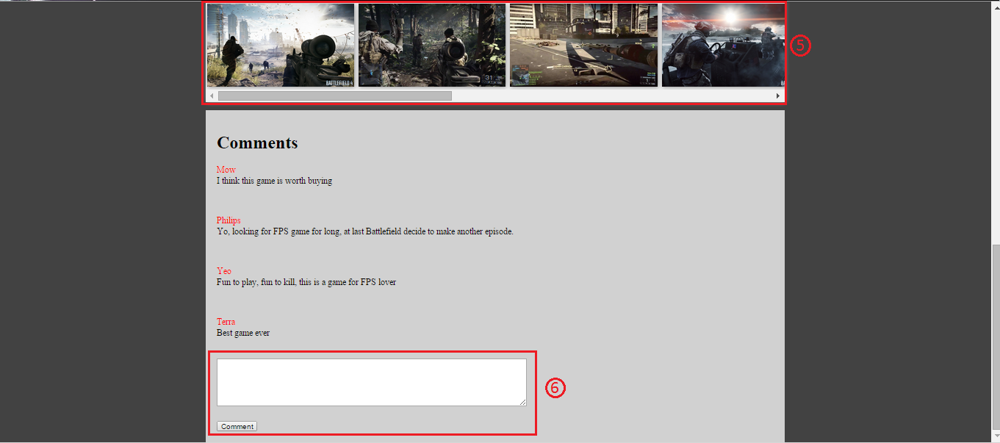 BATTLEFIELD 4
31
5
Comments
Mow
I think this game is worth buying
Philips
Yo, looking for FPS game for long, at last Battlefield decide to make another episode.
Yeo
Fun to play, fun to kill, this is a game for FPS lover
Terra
Best game ever
6
Comment